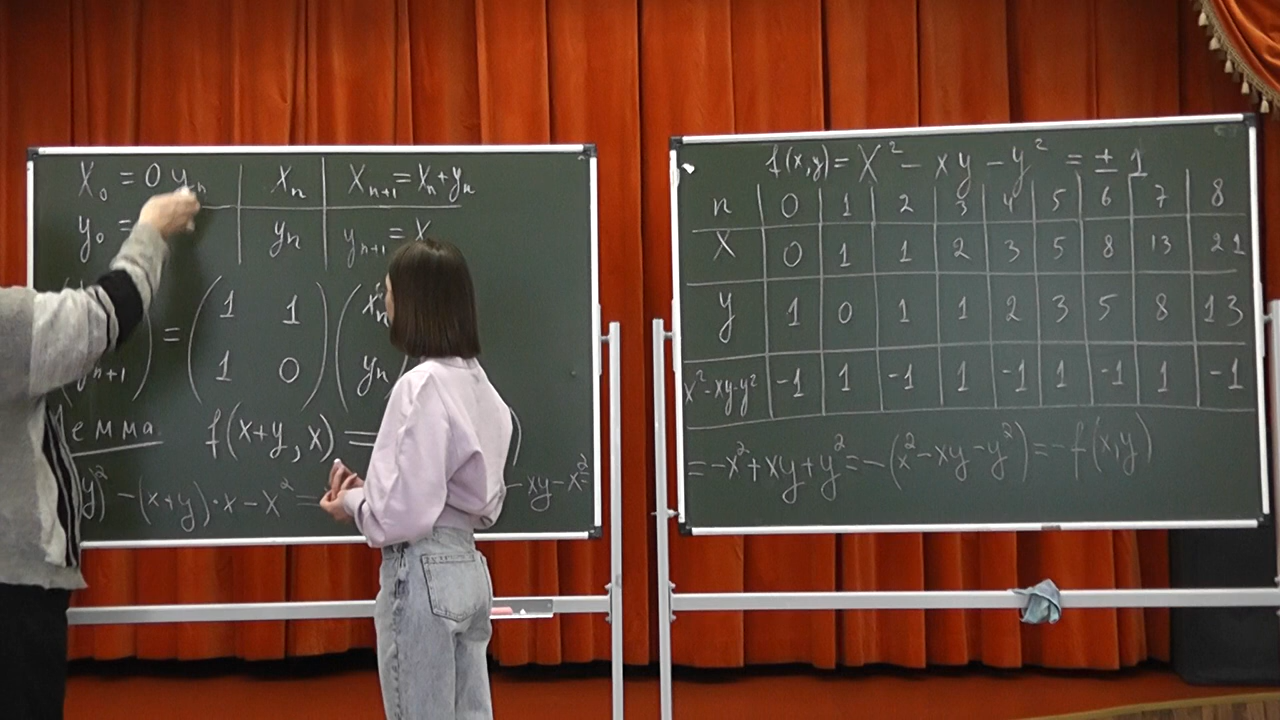 X₀ = 0 yₙ | Xₙ | Xₙ₊₁ = Xₙ + yₙ
y₀ = | yₙ | yₙ₊₁ = X
= ( 1 1 ) ( xₙ
yₙ₊₁ ) 1 0 ) ( yₙ
Лемма. f(x+y, x) = )
y)² - (x+y)·x - x² = - xy - x² =
f(x,y) = X² - xy - y² = ± 1
n | 0 | 1 | 2 | 3 | 4 | 5 | 6 | 7 | 8
X | 0 | 1 | 1 | 2 | 3 | 5 | 8 | 13 | 21
y | 1 | 0 | 1 | 1 | 2 | 3 | 5 | 8 | 13
x²-xy-y² | -1 | 1 | -1 | 1 | -1 | 1 | -1 | 1 | -1
= -x² + xy + y² = -(x² - xy - y²) = -f(x,y)